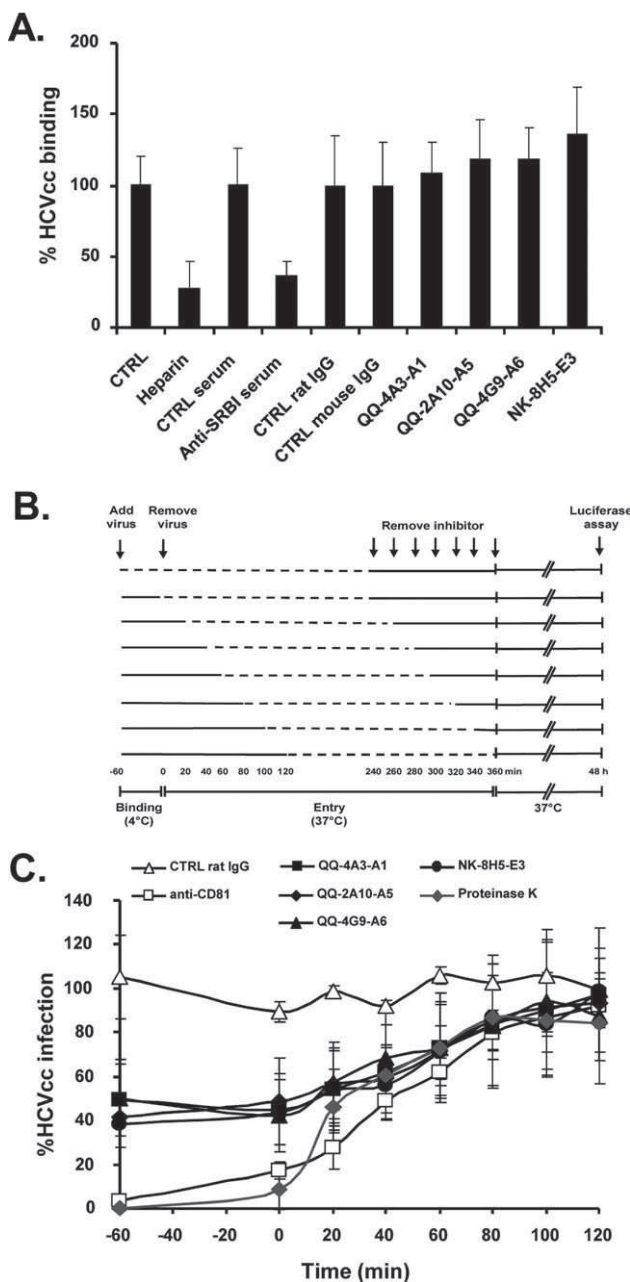 A.
% HCVcc binding
200
150
100
50
0
CTRL
Heparin
CTRL serum
Anti-SRBI serum
CTRL rat IgG
CTRL mouse IgG
QQ-4A3-A1
QQ-2A10-A5
QQ-4G9-A6
NK-8H5-E3
B.
Add virus
Remove virus
Remove inhibitor
Luciferase assay
-60 0 20 40 60 80 100 120 240 260 280 300 320 340 360 min 48 h
Binding (4°C)
Entry (37°C)
37°C
C.
CTRL rat IgG
QQ-4A3-A1
NK-8H5-E3
anti-CD81
QQ-2A10-A5
Proteinase K
QQ-4G9-A6
%HCVcc infection
140
120
100
80
60
40
20
0
-60 -40 -20 0 20 40 60 80 100 120
Time (min)